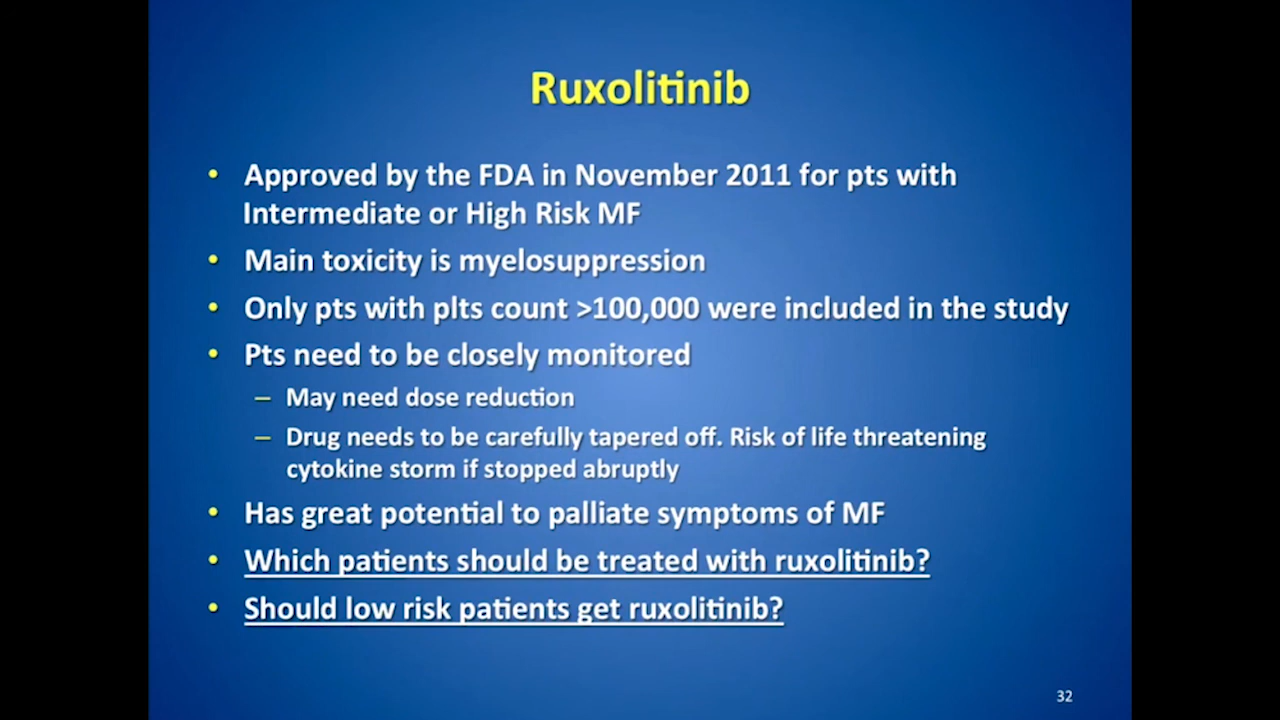 Ruxolitinib
• Approved by the FDA in November 2011 for pts with
Intermediate or High Risk MF
• Main toxicity is myelosuppression
• Only pts with plts count >100,000 were included in the study
• Pts need to be closely monitored
– May need dose reduction
– Drug needs to be carefully tapered off. Risk of life threatening
cytokine storm if stopped abruptly
• Has great potential to palliate symptoms of MF
• Which patients should be treated with ruxolitinib?
• Should low risk patients get ruxolitinib?
32